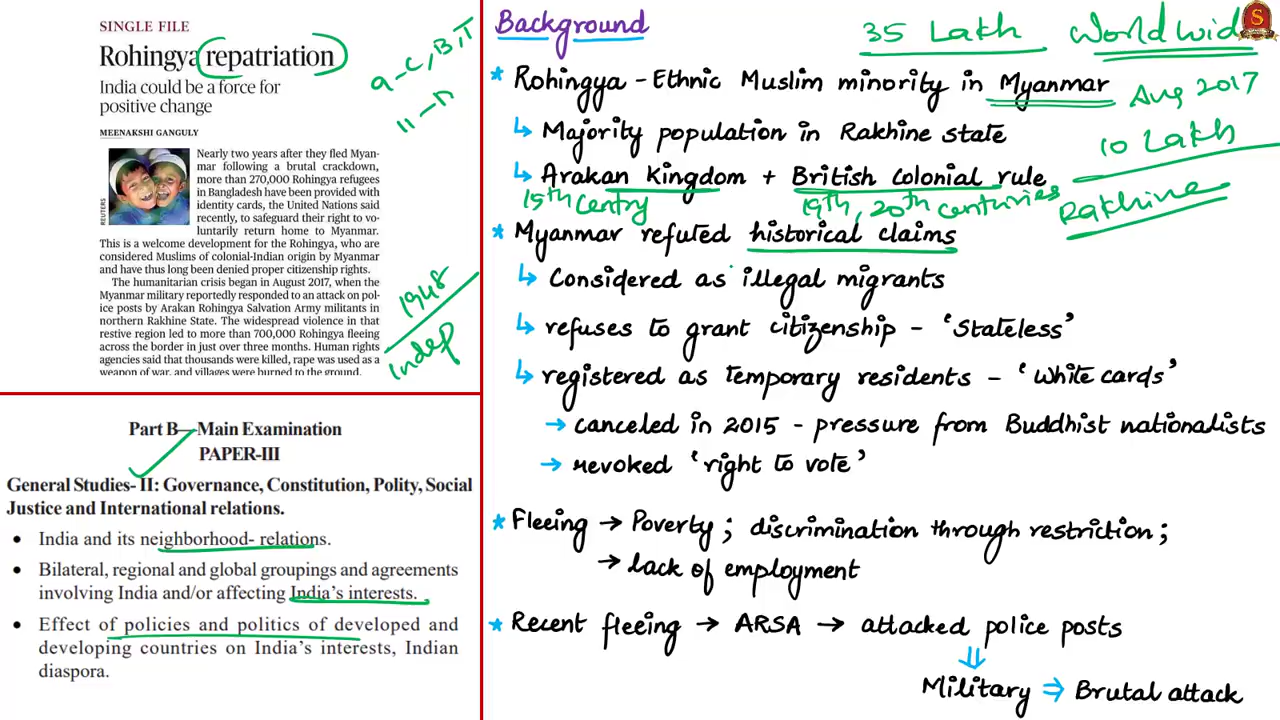 SINGLE FILE
Rohingya repatriation
India could be a force for
positive change
MEENAKSHI GANGULY
REUTERS
Nearly two years after they fled Myan-
mar following a brutal crackdown,
more than 270,000 Rohingya refugees
in Bangladesh have been provided with
identity cards, the United Nations said
recently, to safeguard their right to vo-
luntarily return home to Myanmar.
This is a welcome development for the Rohingya, who are
considered Muslims of colonial-Indian origin by Myanmar
and have thus long been denied proper citizenship rights.
The humanitarian crisis began in August 2017, when the
Myanmar military reportedly responded to an attack on pol-
ice posts by Arakan Rohingya Salvation Army militants in
northern Rakhine State. The widespread violence in that
restive region led to more than 700,000 Rohingya fleeing
across the border in just over three months. Human rights
agencies said that thousands were killed, rape was used as a
weapon of war, and villages were burned to the ground.
a - C, B, T
11 - D
1948
Indep
Part B—Main Examination
PAPER-III
General Studies- II: Governance, Constitution, Polity, Social
Justice and International relations.
• India and its neighborhood- relations.
• Bilateral, regional and global groupings and agreements
involving India and/or affecting India's interests.
• Effect of policies and politics of developed and
developing countries on India's interests, Indian
diaspora.
Background
35 Lakh Worldwid
* Rohingya - Ethnic Muslim minority in Myanmar
Aug 2017
↳ Majority population in Rakhine state
10 Lakh
↳ Arakan Kingdom + British Colonial rule
15th Centry 19th, 20th Centuries
Rakhine
* Myanmar refuted historical claims
↳ Considered as illegal migrants
↳ refuses to grant citizenship - 'Stateless'
↳ registered as temporary residents - 'White cards'
→ canceled in 2015 - pressure from Buddhist nationalists
→ revoked 'right to vote'
* Fleeing → Poverty ; discrimination through restriction ;
→ lack of employment
* Recent fleeing → ARSA → attacked police posts
⇓
Military ⇒ Brutal attack